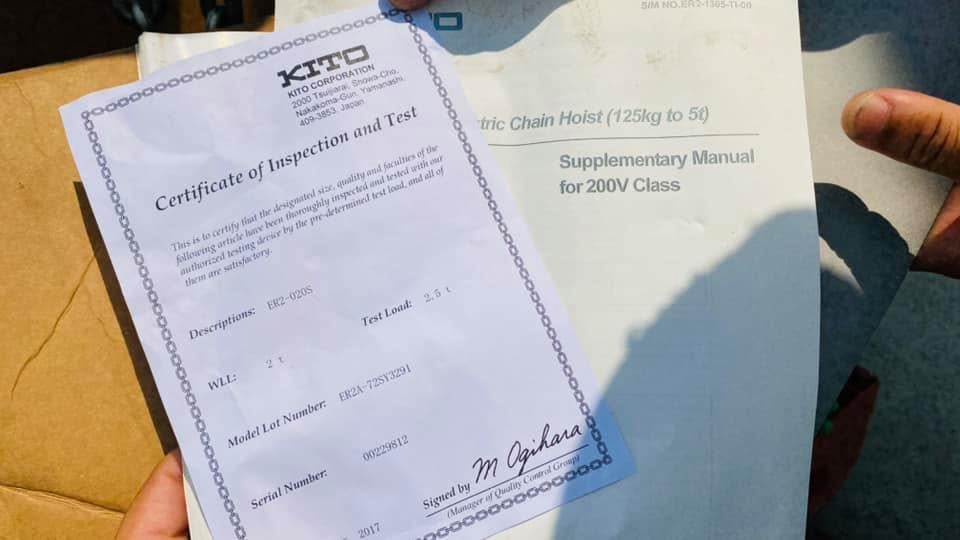 KITO
KITO CORPORATION
2000 Tsuijiarai, Showa-Cho,
Nakakoma-Gun, Yamanashi,
409-3853, Japan
Certificate of Inspection and Test
This is to certify that the designated size, quality and faculties of the
following article have been thoroughly inspected and tested with our
authorized testing device by the pre-determined test load, and all of
them are satisfactory.
Descriptions: ER2-020S
WLL: 2 t Test Load: 2.5 t
Model Lot Number: ER2A-72SY3291
Serial Number: 00229812
M Ogihara
Signed by
(Manager of Quality Control Group)
2017
S/M NO.ER2-1365-TI-00
tric Chain Hoist (125kg to 5t)
Supplementary Manual
for 200V Class